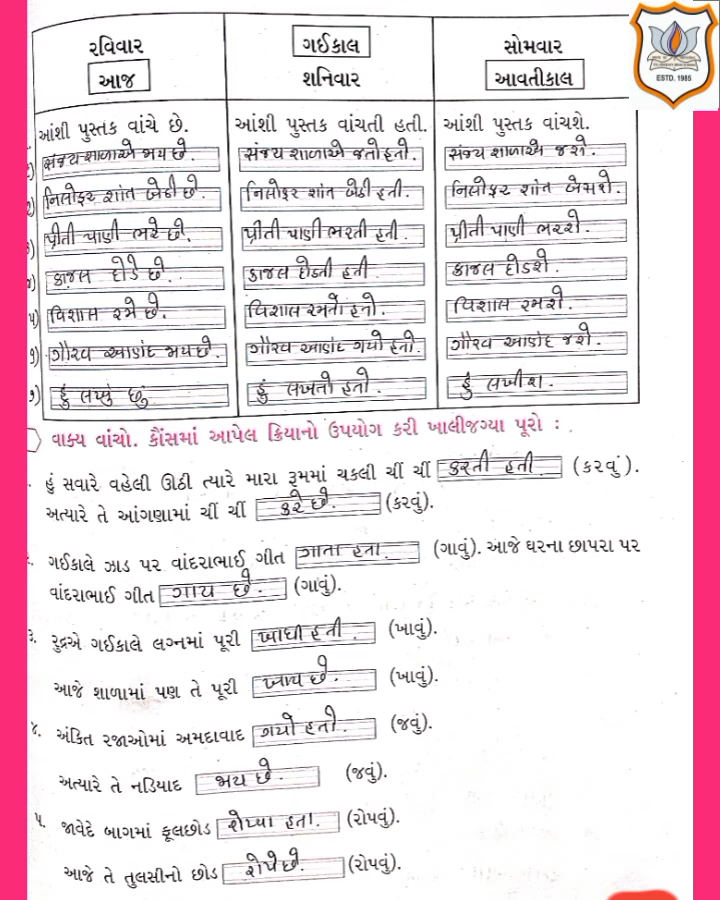 રવિવાર ગઈકાલ સોમવાર
આજ શનિવાર આવતીકાલ
ESTD. 1985
આંશી પુસ્તક વાંચે છે. આંશી પુસ્તક વાંચતી હતી. આંશી પુસ્તક વાંચશે.
સંજય શાળાએ જાય છે. સંજય શાળાએ જતો હતો. સંજય શાળાએ જશે.
નિલોફર શાંત બેઠી છે. નિલોફર શાંત બેઠી હતી. નિલોફર શાંત બેસશે.
પ્રીતી પાણી ભરે છે. પ્રીતી પાણી ભરતી હતી. પ્રીતી પાણી ભરશે.
કાજલ દોડે છે. કાજલ દોડતી હતી. કાજલ દોડશે.
૫) વિશાલ રમે છે. વિશાલ રમતો હતો. વિશાલ રમશે.
ગૌરવ આણંદ જાય છે. ગૌરવ આણંદ ગયો હતો. ગૌરવ આણંદ જશે.
હું લખું છું. હું લખતો હતો. હું લખીશ.
વાક્ય વાંચો. કૌંસમાં આપેલ ક્રિયાનો ઉપયોગ કરી ખાલીજગ્યા પૂરો :
હું સવારે વહેલી ઊઠી ત્યારે મારા રૂમમાં ચકલી ચીં ચીં કરતી હતી (કરવું).
અત્યારે તે આંગણામાં ચીં ચીં કરે છે. (કરવું).
ગઈકાલે ઝાડ પર વાંદરાભાઈ ગીત ગાતા હતા. (ગાવું). આજે ઘરના છાપરા પર
વાંદરાભાઈ ગીત ગાય છે. (ગાવું).
૩. રુદ્રએ ગઈકાલે લગ્નમાં પૂરી ખાધી હતી. (ખાવું).
આજે શાળામાં પણ તે પૂરી ખાય છે. (ખાવું).
૪. અંકિત રજાઓમાં અમદાવાદ ગયો હતો. (જવું).
અત્યારે તે નડિયાદ જાય છે. (જવું).
૫. જાવેદે બાગમાં ફૂલછોડ રોપ્યા હતા. (રોપવું).
આજે તે તુલસીનો છોડ રોપે છે. (રોપવું).